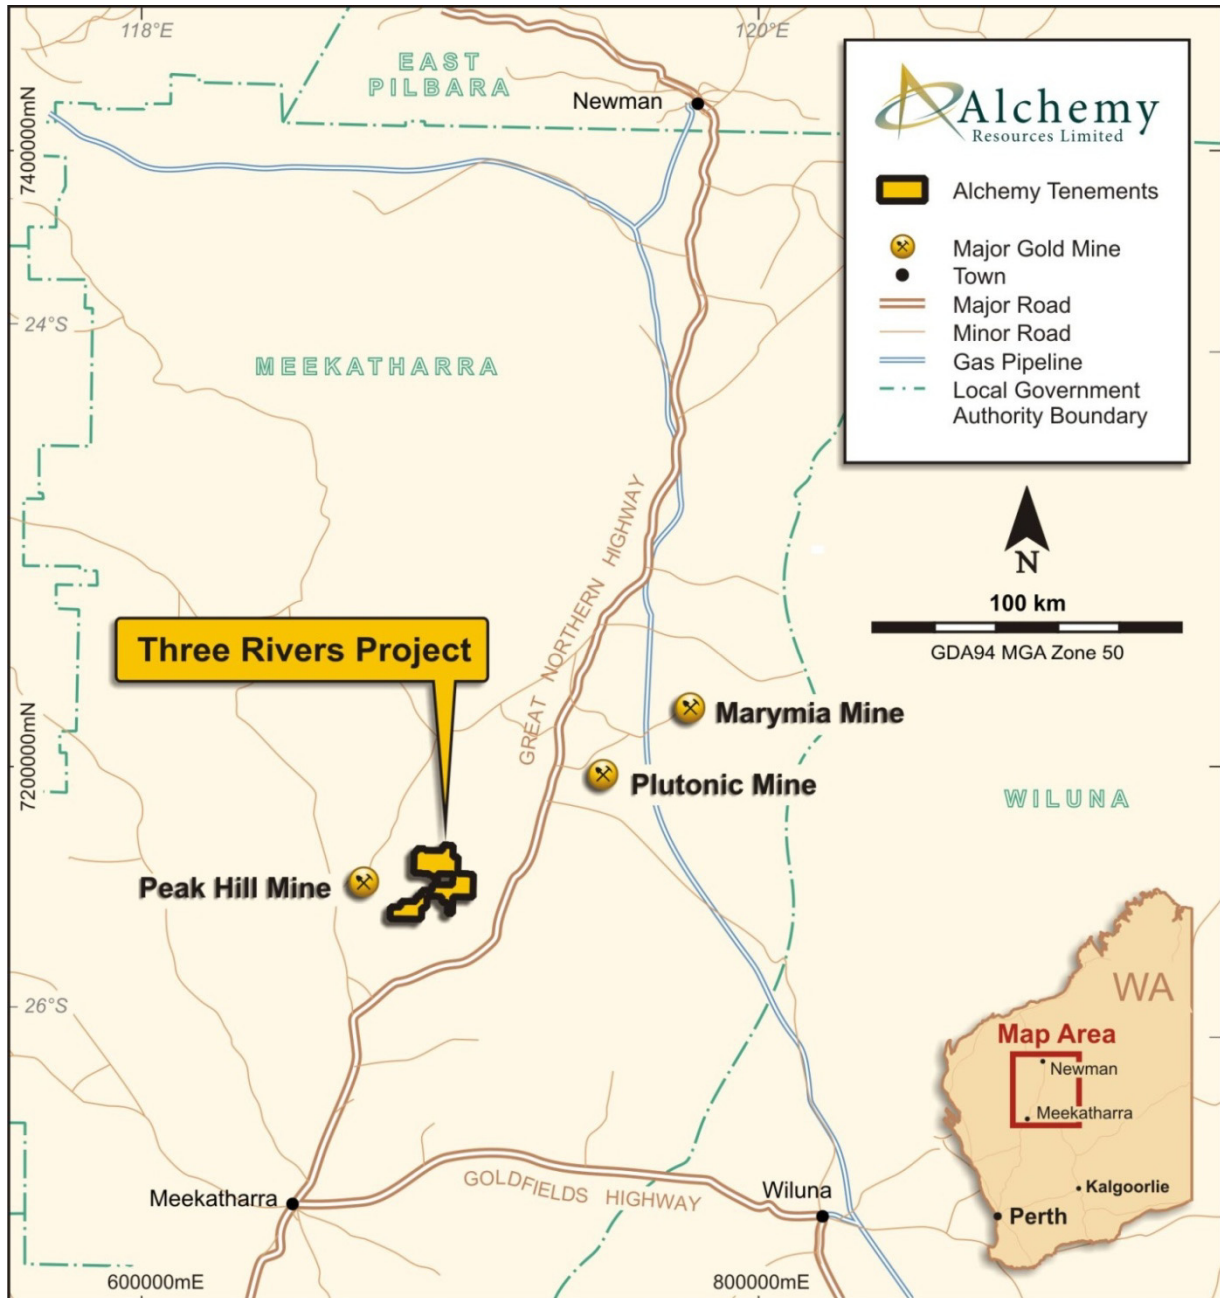 118°E
120°E
EAST
PILBARA
Newman
7400000mN
Alchemy
Resources Limited
Alchemy Tenements
Major Gold Mine
Town
Major Road
Minor Road
Gas Pipeline
Local Government
Authority Boundary
24°S
MEEKATHARRA
GREAT NORTHERN HIGHWAY
N
100 km
GDA94 MGA Zone 50
Three Rivers Project
Marymia Mine
7200000mN
Plutonic Mine
WILUNA
Peak Hill Mine
26°S
WA
Map Area
Newman
Meekatharra
Kalgoorlie
Perth
Meekatharra
GOLDFIELDS HIGHWAY
Wiluna
600000mE
800000mE